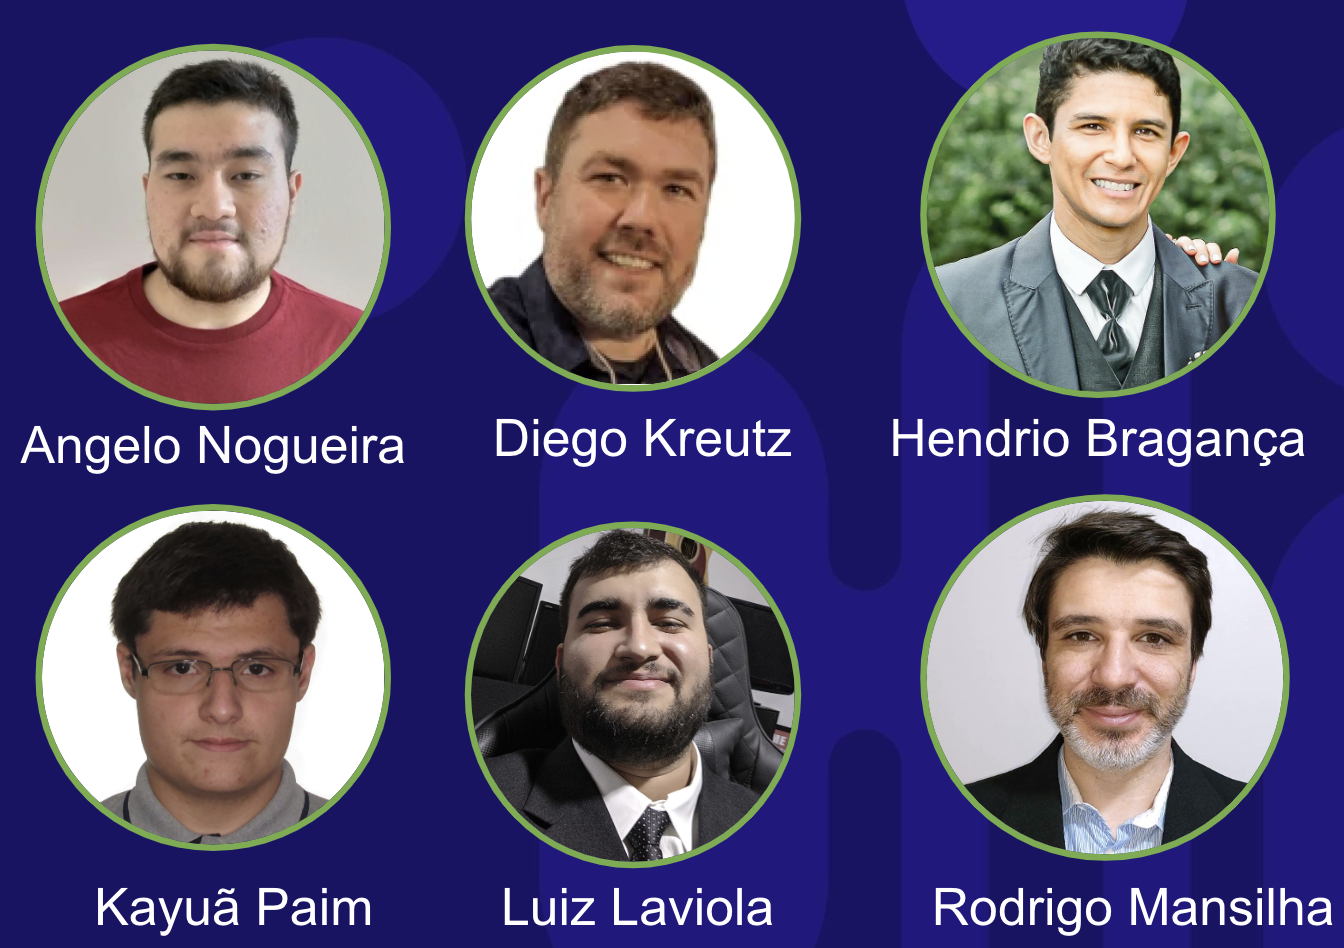 Angelo Nogueira
Diego Kreutz
Hendrio Bragança
Kayuã Paim
Luiz Laviola
Rodrigo Mansilha